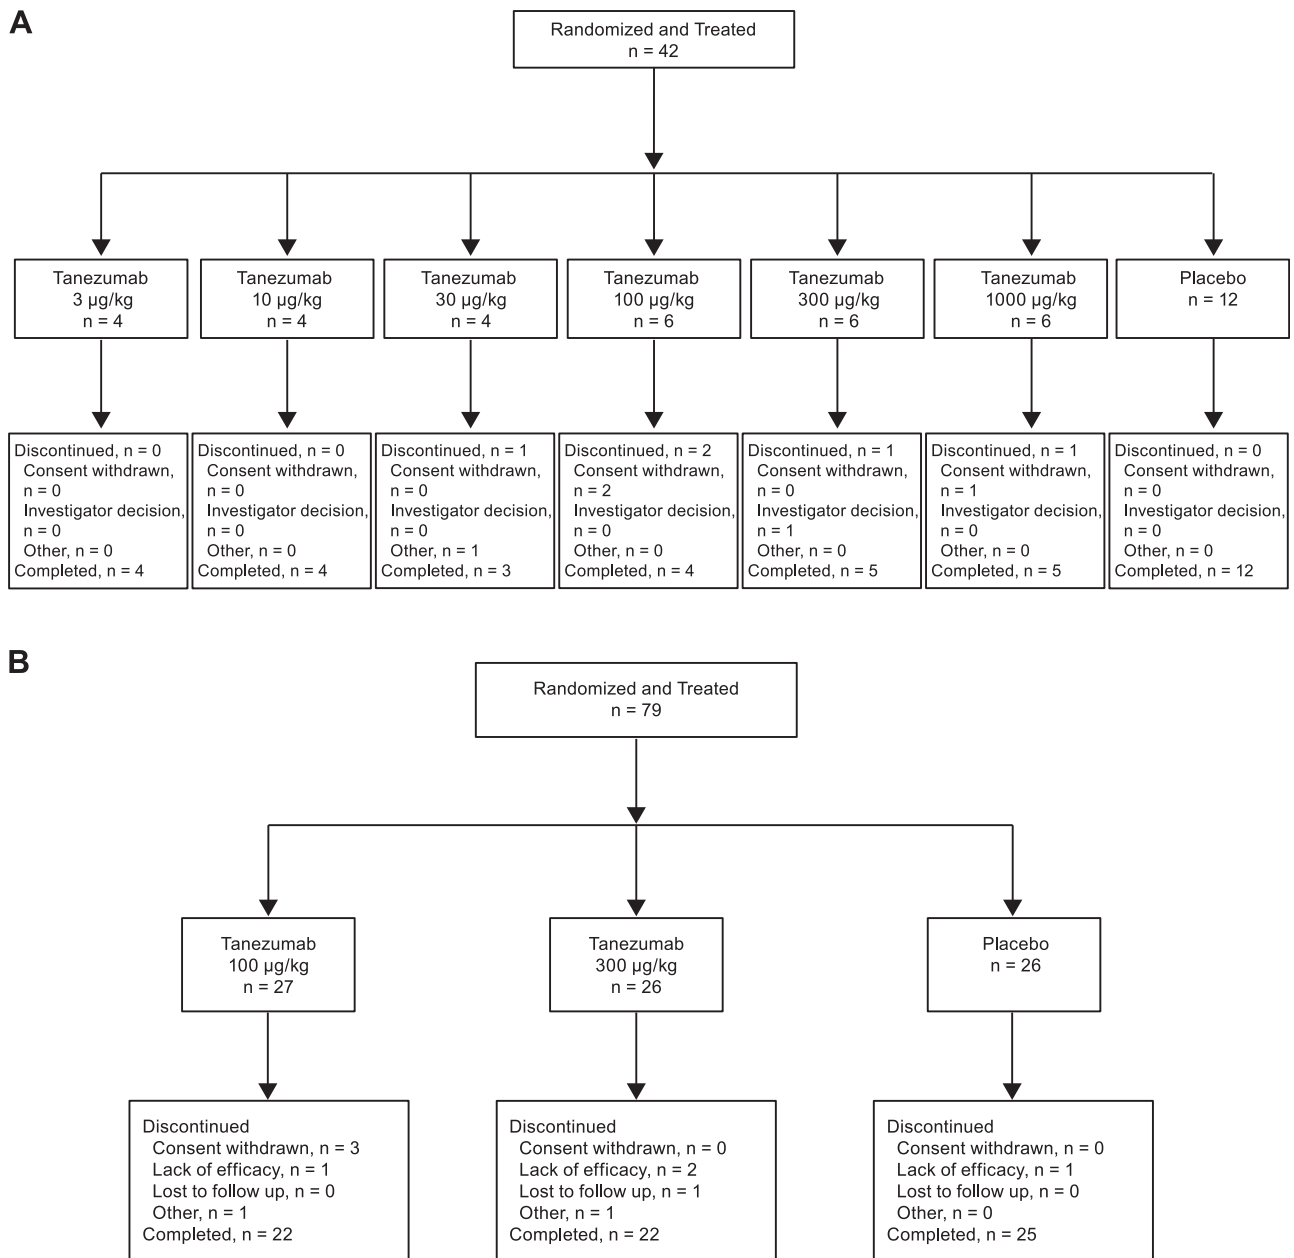 A
Randomized and Treated
n = 42
Tanezumab
3 µg/kg
n = 4
Tanezumab
10 µg/kg
n = 4
Tanezumab
30 µg/kg
n = 4
Tanezumab
100 µg/kg
n = 6
Tanezumab
300 µg/kg
n = 6
Tanezumab
1000 µg/kg
n = 6
Placebo
n = 12
Discontinued, n = 0
Consent withdrawn,
n = 0
Investigator decision,
n = 0
Other, n = 0
Completed, n = 4
Discontinued, n = 0
Consent withdrawn,
n = 0
Investigator decision,
n = 0
Other, n = 0
Completed, n = 4
Discontinued, n = 1
Consent withdrawn,
n = 0
Investigator decision,
n = 0
Other, n = 1
Completed, n = 3
Discontinued, n = 2
Consent withdrawn,
n = 2
Investigator decision,
n = 0
Other, n = 0
Completed, n = 4
Discontinued, n = 1
Consent withdrawn,
n = 0
Investigator decision,
n = 1
Other, n = 0
Completed, n = 5
Discontinued, n = 1
Consent withdrawn,
n = 1
Investigator decision,
n = 0
Other, n = 0
Completed, n = 5
Discontinued, n = 0
Consent withdrawn,
n = 0
Investigator decision,
n = 0
Other, n = 0
Completed, n = 12
B
Randomized and Treated
n = 79
Tanezumab
100 µg/kg
n = 27
Tanezumab
300 µg/kg
n = 26
Placebo
n = 26
Discontinued
Consent withdrawn, n = 3
Lack of efficacy, n = 1
Lost to follow up, n = 0
Other, n = 1
Completed, n = 22
Discontinued
Consent withdrawn, n = 0
Lack of efficacy, n = 2
Lost to follow up, n = 1
Other, n = 1
Completed, n = 22
Discontinued
Consent withdrawn, n = 0
Lack of efficacy, n = 1
Lost to follow up, n = 0
Other, n = 0
Completed, n = 25